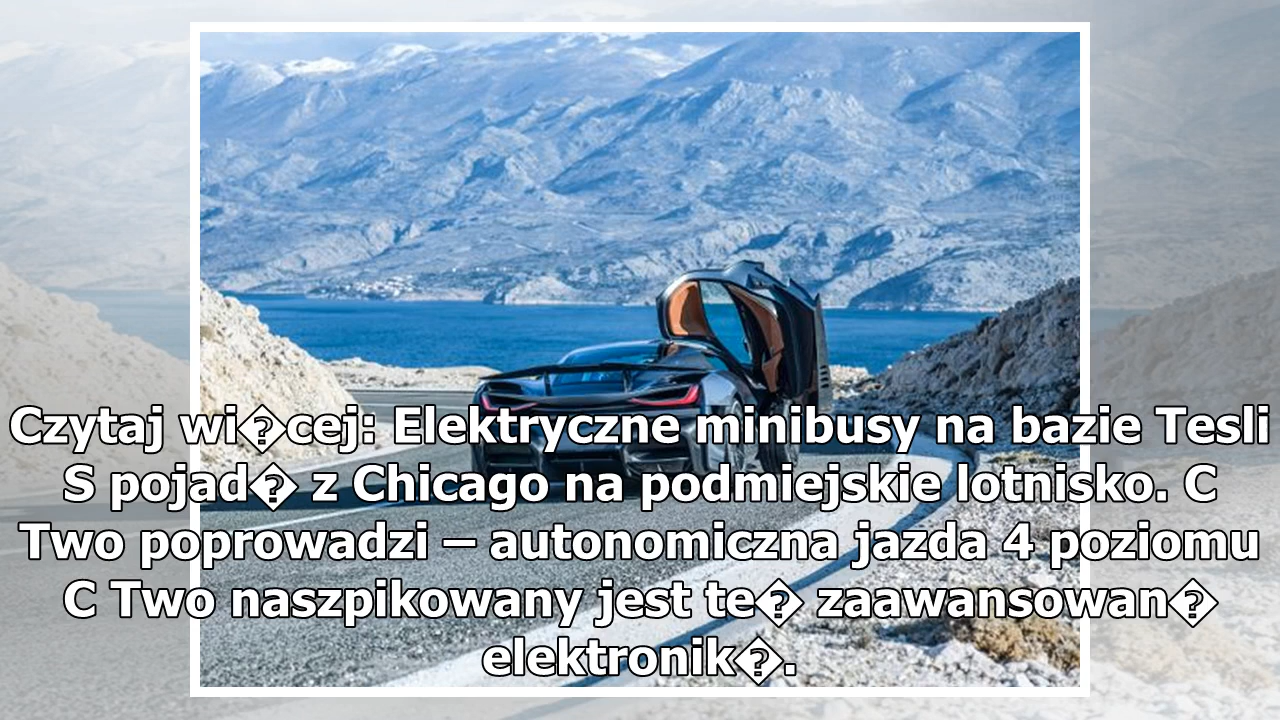 Czytaj wi�cej: Elektryczne minibusy na bazie Tesli
S pojad� z Chicago na podmiejskie lotnisko. C
Two poprowadzi – autonomiczna jazda 4 poziomu
C Two naszpikowany jest te� zaawansowan�
elektronik�.